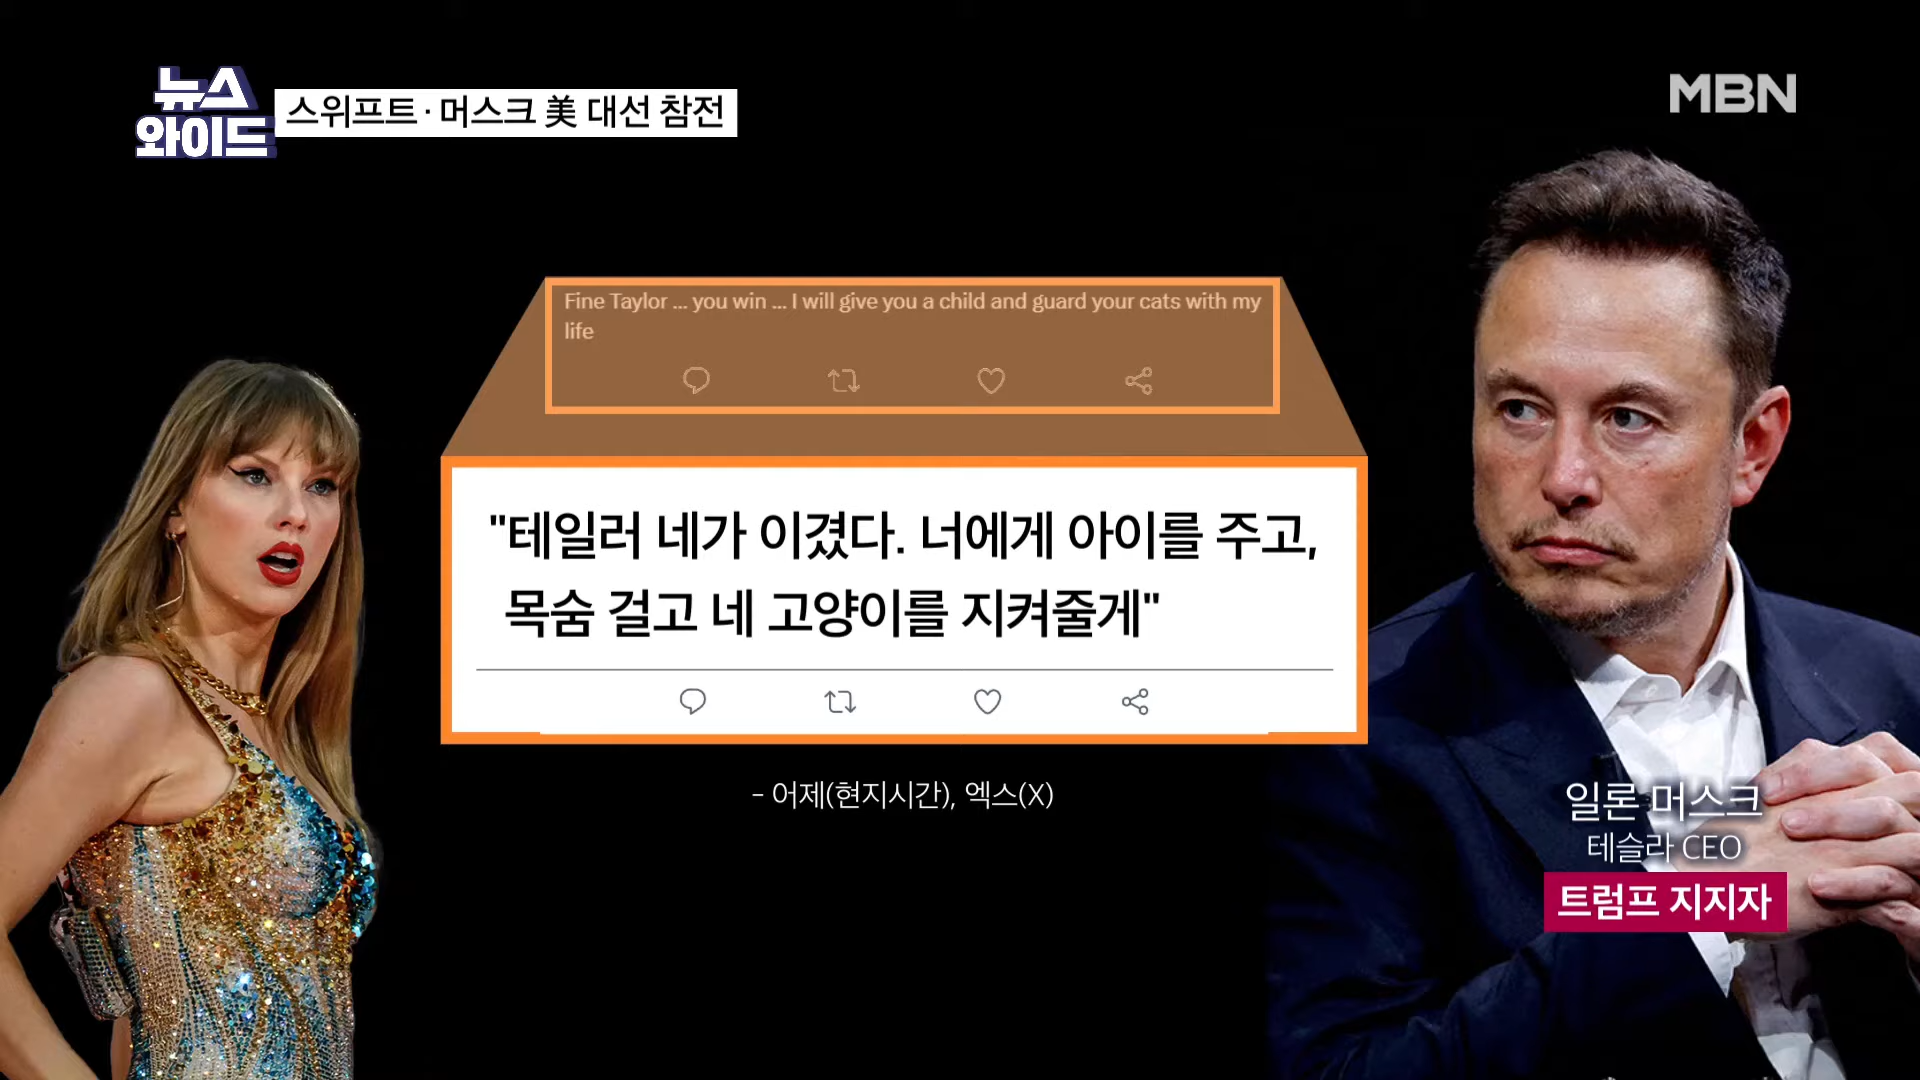 뉴스
와이드
스위프트·머스크 美 대선 참전
MBN
Fine Taylor ... you win ... I will give you a child and guard your cats with my
life
"테일러 네가 이겼다. 너에게 아이를 주고,
목숨 걸고 네 고양이를 지켜줄게"
- 어제(현지시간), 엑스(X)
일론 머스크
테슬라 CEO
트럼프 지지자